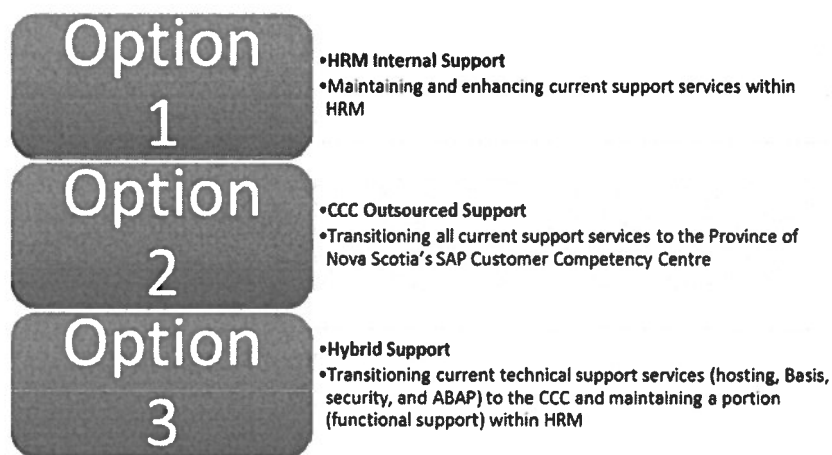 Option
1
•HRM Internal Support
•Maintaining and enhancing current support services within
HRM
Option
2
•CCC Outsourced Support
•Transitioning all current support services to the Province of
Nova Scotia's SAP Customer Competency Centre
Option
3
•Hybrid Support
•Transitioning current technical support services (hosting, Basis,
security, and ABAP) to the CCC and maintaining a portion
(functional support) within HRM